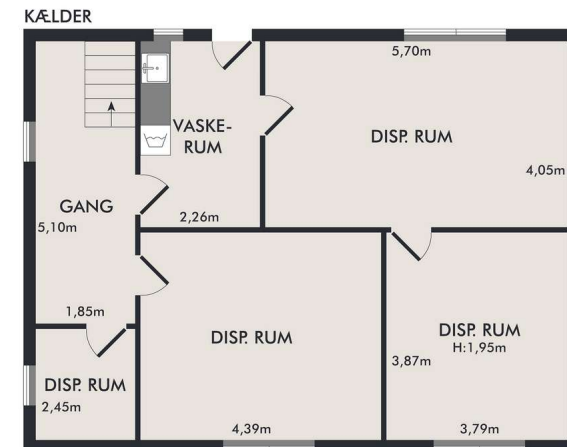 KÆLDER
5,70m
VASKE-
RUM
DISP. RUM
4,05m
GANG
5,10m
2,26m
1,85m
DISP. RUM
DISP. RUM
H:1,95m
3,87m
DISP. RUM
2,45m
4,39m
3,79m